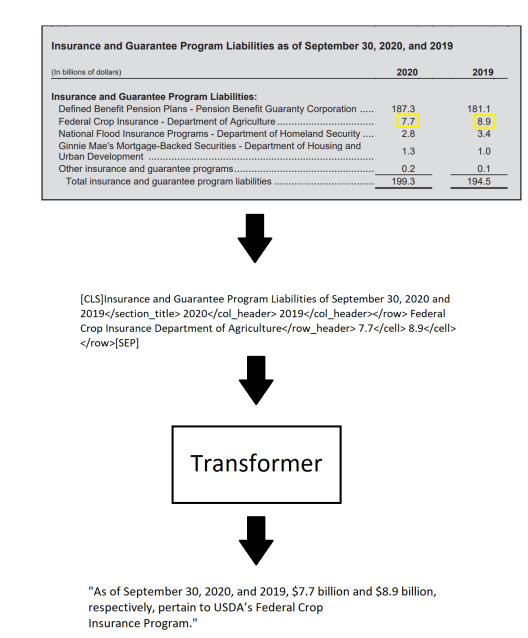 Insurance and Guarantee Program Liabilities as of September 30, 2020, and 2019
(In billions of dollars) 2020 2019
Insurance and Guarantee Program Liabilities:
Defined Benefit Pension Plans - Pension Benefit Guaranty Corporation ..... 187.3 181.1
Federal Crop Insurance - Department of Agriculture ................................. 7.7 8.9
National Flood Insurance Programs - Department of Homeland Security .... 2.8 3.4
Ginnie Mae's Mortgage-Backed Securities - Department of Housing and
Urban Development ........................................................................... 1.3 1.0
Other insurance and guarantee programs................................................ 0.2 0.1
Total insurance and guarantee program liabilities .................................. 199.3 194.5
[CLS]Insurance and Guarantee Program Liabilities of September 30, 2020 and
2019</section_title> 2020</col_header> 2019</col_header></row> Federal
Crop Insurance Department of Agriculture</row_header> 7.7</cell> 8.9</cell>
</row>[SEP]
Transformer
"As of September 30, 2020, and 2019, $7.7 billion and $8.9 billion,
respectively, pertain to USDA’s Federal Crop
Insurance Program."